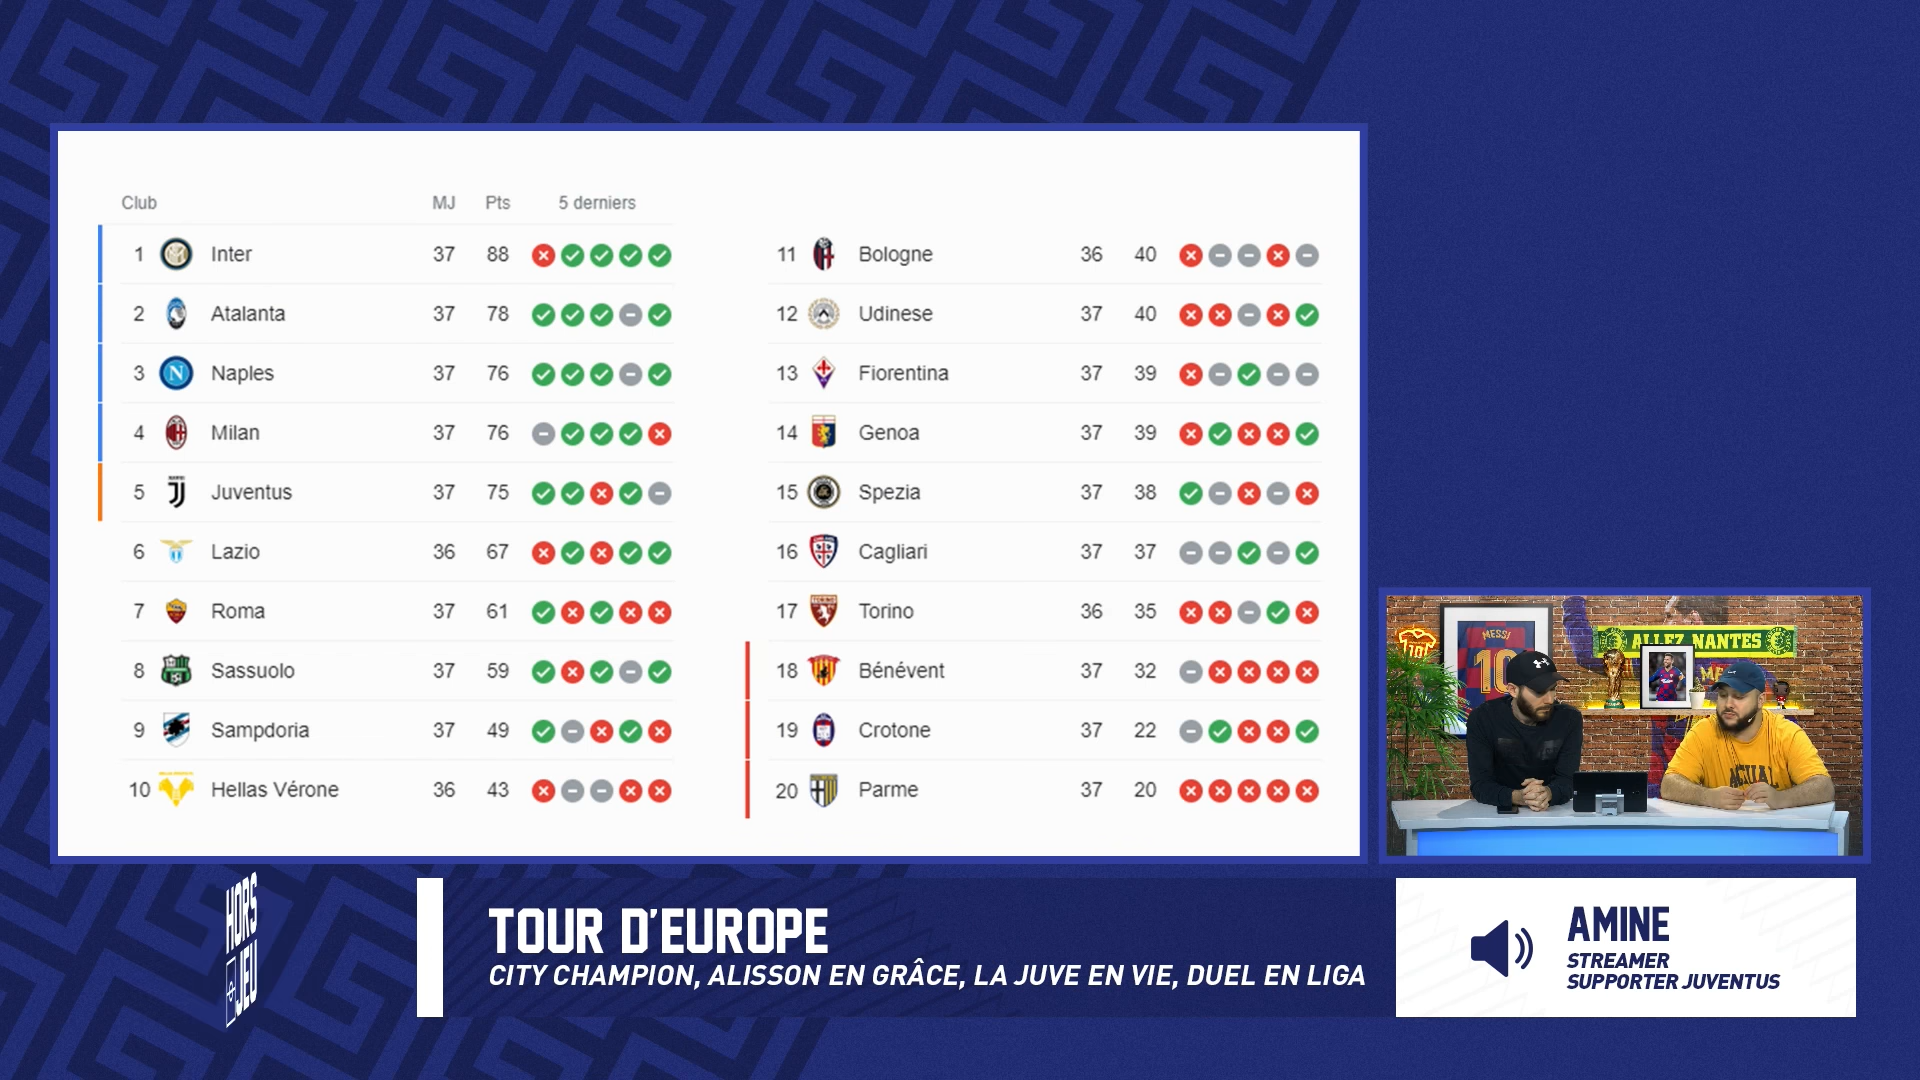 Club MJ Pts 5 derniers
1 Inter 37 88
2 Atalanta 37 78
3 Naples 37 76
4 Milan 37 76
5 Juventus 37 75
6 Lazio 36 67
7 Roma 37 61
8 Sassuolo 37 59
9 Sampdoria 37 49
10 Hellas Vérone 36 43
11 Bologne 36 40
12 Udinese 37 40
13 Fiorentina 37 39
14 Genoa 37 39
15 Spezia 37 38
16 Cagliari 37 37
17 Torino 36 35
18 Bénévent 37 32
19 Crotone 37 22
20 Parme 37 20
MESSI
10
10
ALLEZ NANTES
HORS
JEU
TOUR D'EUROPE
CITY CHAMPION, ALISSON EN GRÂCE, LA JUVE EN VIE, DUEL EN LIGA
AMINE
STREAMER
SUPPORTER JUVENTUS